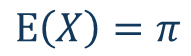 E(X) = π